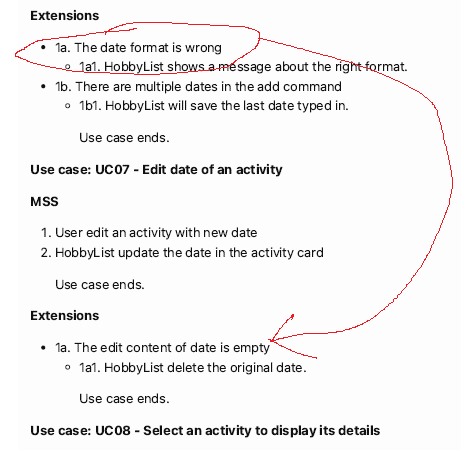 Extensions
• 1a. The date format is wrong
◦ 1a1. HobbyList shows a message about the right format.
• 1b. There are multiple dates in the add command
◦ 1b1. HobbyList will save the last date typed in.
Use case ends.
Use case: UC07 - Edit date of an activity
MSS
1. User edit an activity with new date
2. HobbyList update the date in the activity card
Use case ends.
Extensions
• 1a. The edit content of date is empty
◦ 1a1. HobbyList delete the original date.
Use case ends.
Use case: UC08 - Select an activity to display its details